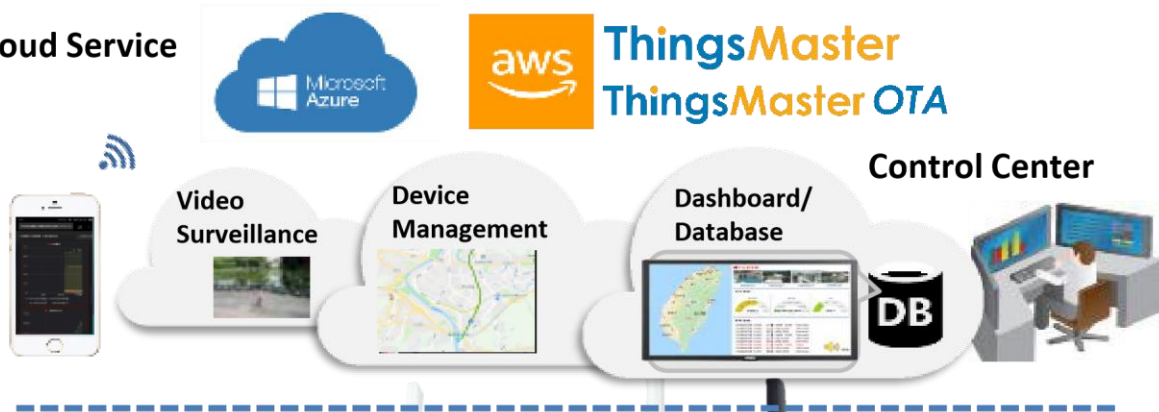 oud Service
Microsoft
Azure
aws
ThingsMaster
ThingsMaster OTA
Control Center
Video
Surveillance
Device
Management
Dashboard/
Database
DB